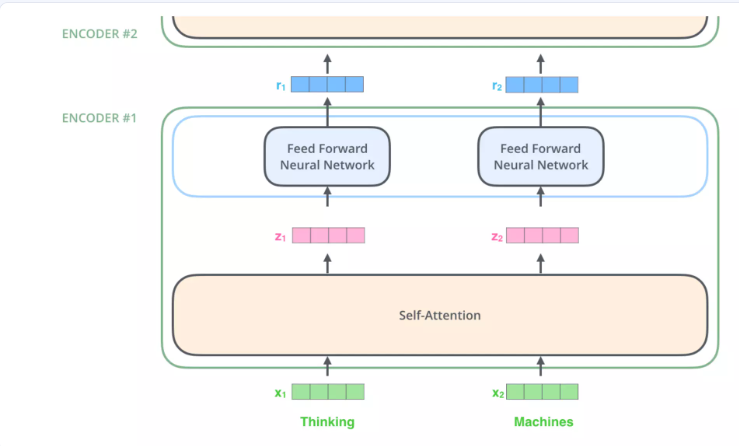 ENCODER #2
r₁
r₂
ENCODER #1
Feed Forward
Neural Network
Feed Forward
Neural Network
z₁
z₂
Self-Attention
x₁
x₂
Thinking
Machines